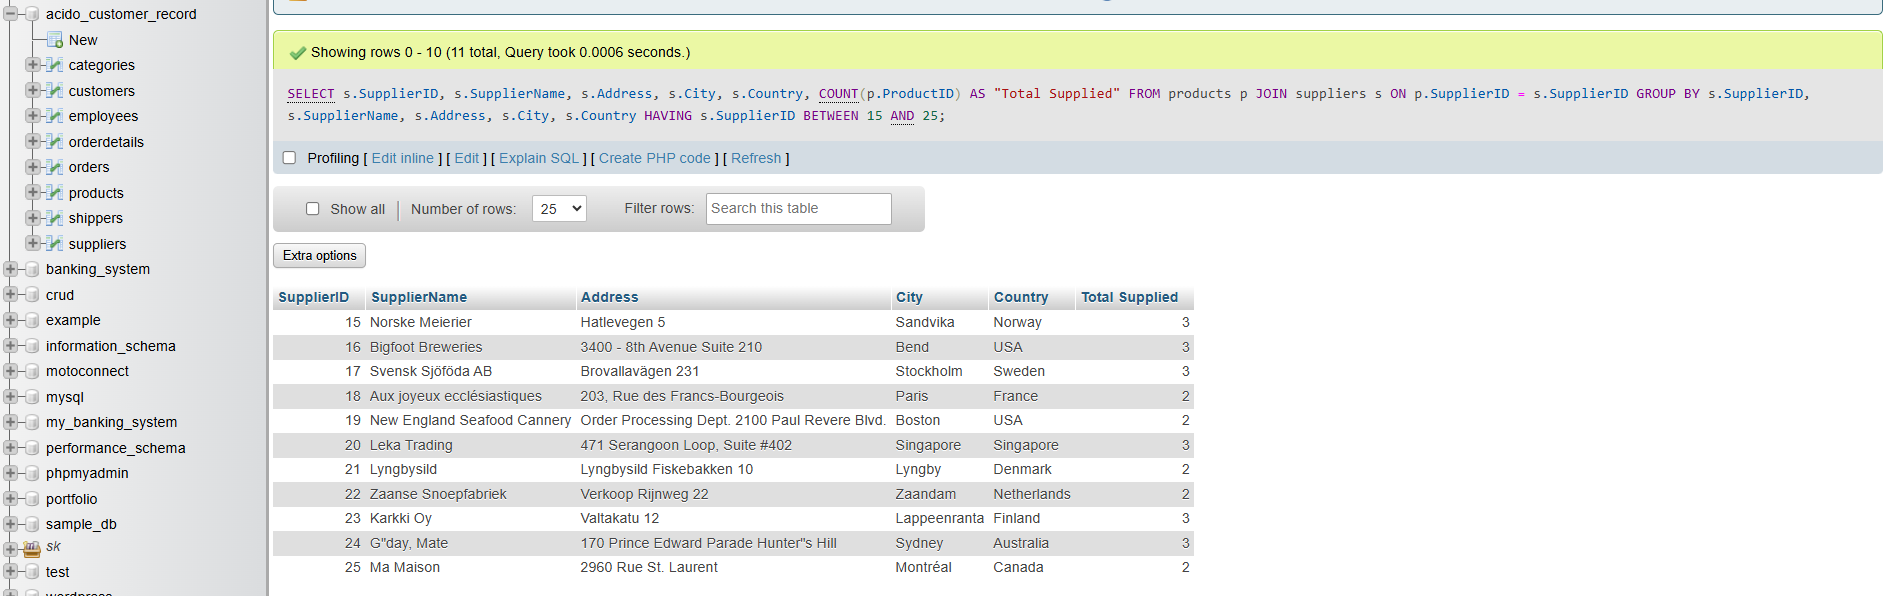 acido_customer_record
New
categories
customers
employees
orderdetails
orders
products
shippers
suppliers
banking_system
crud
example
information_schema
motoconnect
mysql
my_banking_system
performance_schema
phpmyadmin
portfolio
sample_db
sk
test
Showing rows 0 - 10 (11 total, Query took 0.0006 seconds.)
SELECT s.SupplierID, s.SupplierName, s.Address, s.City, s.Country, COUNT(p.ProductID) AS "Total Supplied" FROM products p JOIN suppliers s ON p.SupplierID = s.SupplierID GROUP BY s.SupplierID,
s.SupplierName, s.Address, s.City, s.Country HAVING s.SupplierID BETWEEN 15 AND 25;
Profiling [ Edit inline ] [ Edit ] [ Explain SQL ] [ Create PHP code ] [ Refresh ]
Show all Number of rows: 25 Filter rows: Search this table
Extra options
SupplierID SupplierName Address City Country Total Supplied
15 Norske Meierier Hatlevegen 5 Sandvika Norway 3
16 Bigfoot Breweries 3400 - 8th Avenue Suite 210 Bend USA 3
17 Svensk Sjöföda AB Brovallavägen 231 Stockholm Sweden 3
18 Aux joyeux ecclésiastiques 203, Rue des Francs-Bourgeois Paris France 2
19 New England Seafood Cannery Order Processing Dept. 2100 Paul Revere Blvd. Boston USA 2
20 Leka Trading 471 Serangoon Loop, Suite #402 Singapore Singapore 3
21 Lyngbysild Lyngbysild Fiskebakken 10 Lyngby Denmark 2
22 Zaanse Snoepfabriek Verkoop Rijnweg 22 Zaandam Netherlands 2
23 Karkki Oy Valtakatu 12 Lappeenranta Finland 3
24 G"day, Mate 170 Prince Edward Parade Hunter"s Hill Sydney Australia 3
25 Ma Maison 2960 Rue St. Laurent Montréal Canada 2